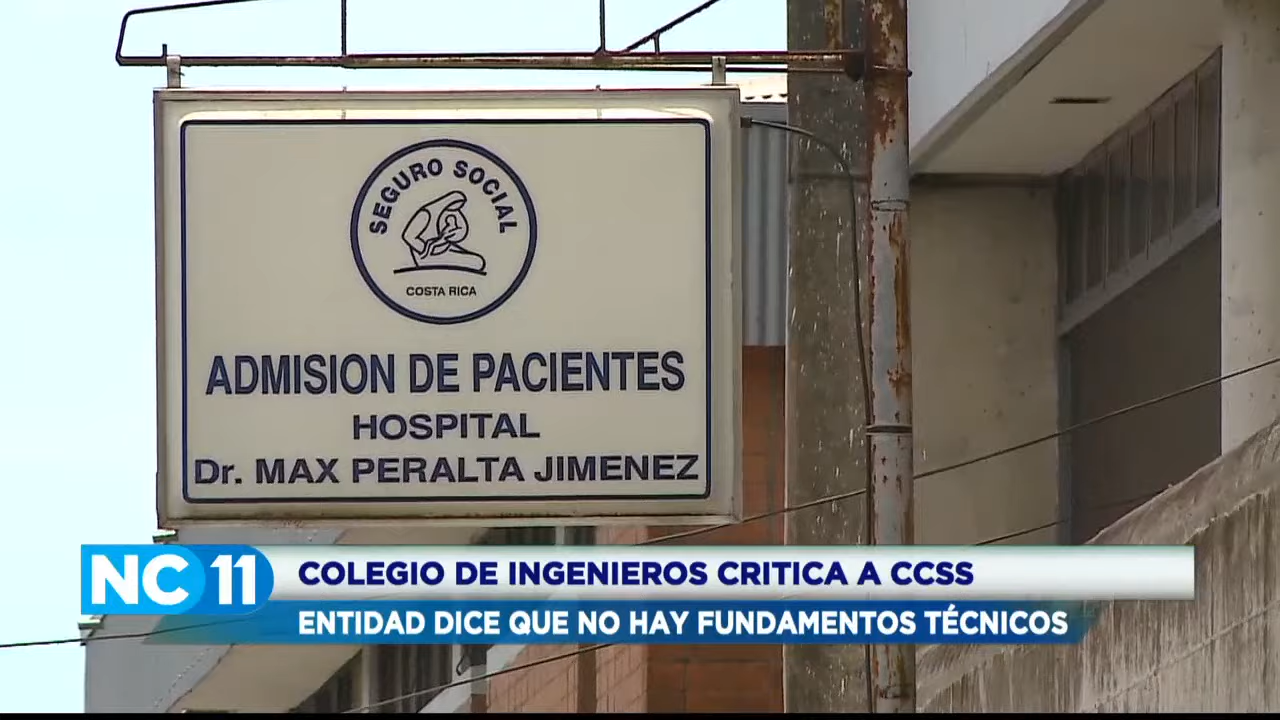 SEGURO SOCIAL
COSTA RICA
ADMISION DE PACIENTES
HOSPITAL
Dr. MAX PERALTA JIMENEZ
NC 11
COLEGIO DE INGENIEROS CRITICA A CCSS
ENTIDAD DICE QUE NO HAY FUNDAMENTOS TÉCNICOS